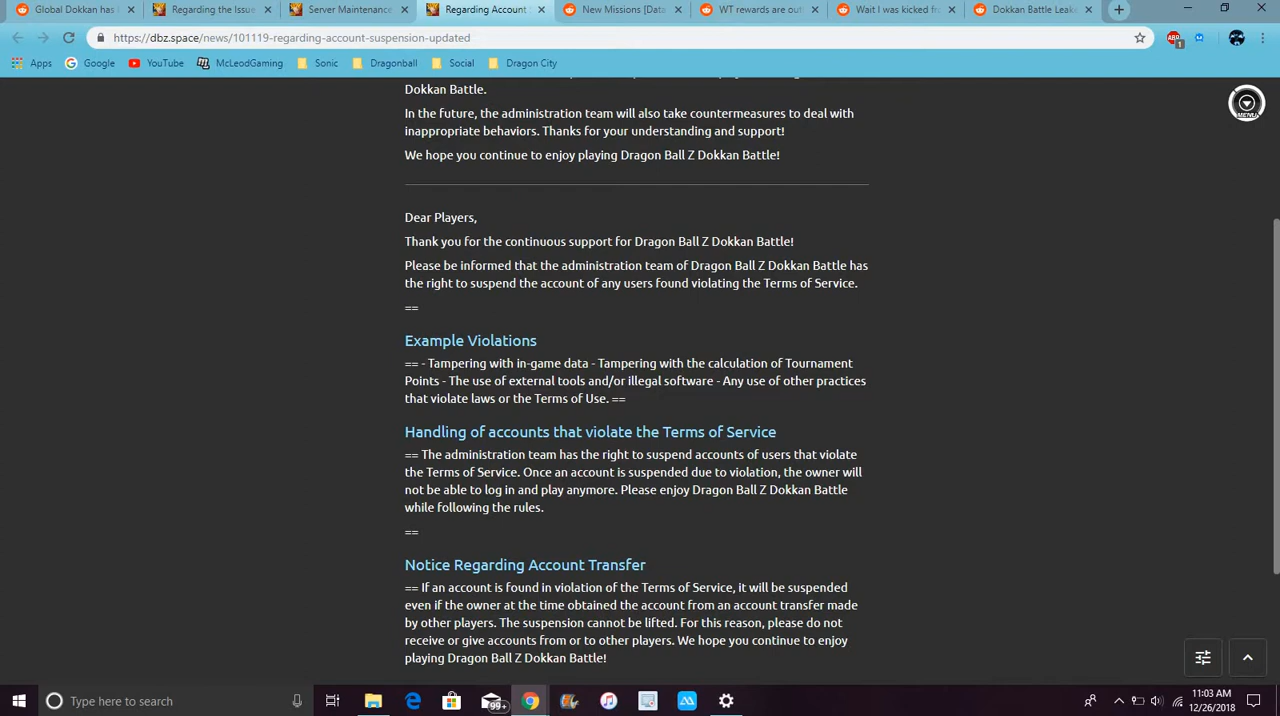 Global Dokkan has
Regarding the Issue
Server Maintenance
Regarding Account
New Missions [Data
WT rewards are out
Wait I was kicked fr
Dokkan Battle Leak
https://dbz.space/news/101119-regarding-account-suspension-updated
ABP
1
Apps
Google
YouTube
McLeodGaming
Sonic
Dragonball
Social
Dragon City
MENU
Dokkan Battle.
In the future, the administration team will also take countermeasures to deal with
inappropriate behaviors. Thanks for your understanding and support!
We hope you continue to enjoy playing Dragon Ball Z Dokkan Battle!
Dear Players,
Thank you for the continuous support for Dragon Ball Z Dokkan Battle!
Please be informed that the administration team of Dragon Ball Z Dokkan Battle has
the right to suspend the account of any users found violating the Terms of Service.
==
Example Violations
== - Tampering with in-game data - Tampering with the calculation of Tournament
Points - The use of external tools and/or illegal software - Any use of other practices
that violate laws or the Terms of Use. ==
Handling of accounts that violate the Terms of Service
== The administration team has the right to suspend accounts of users that violate
the Terms of Service. Once an account is suspended due to violation, the owner will
not be able to log in and play anymore. Please enjoy Dragon Ball Z Dokkan Battle
while following the rules.
==
Notice Regarding Account Transfer
== If an account is found in violation of the Terms of Service, it will be suspended
even if the owner at the time obtained the account from an account transfer made
by other players. The suspension cannot be lifted. For this reason, please do not
receive or give accounts from or to other players. We hope you continue to enjoy
playing Dragon Ball Z Dokkan Battle!
Type here to search
99+
11:03 AM
12/26/2018